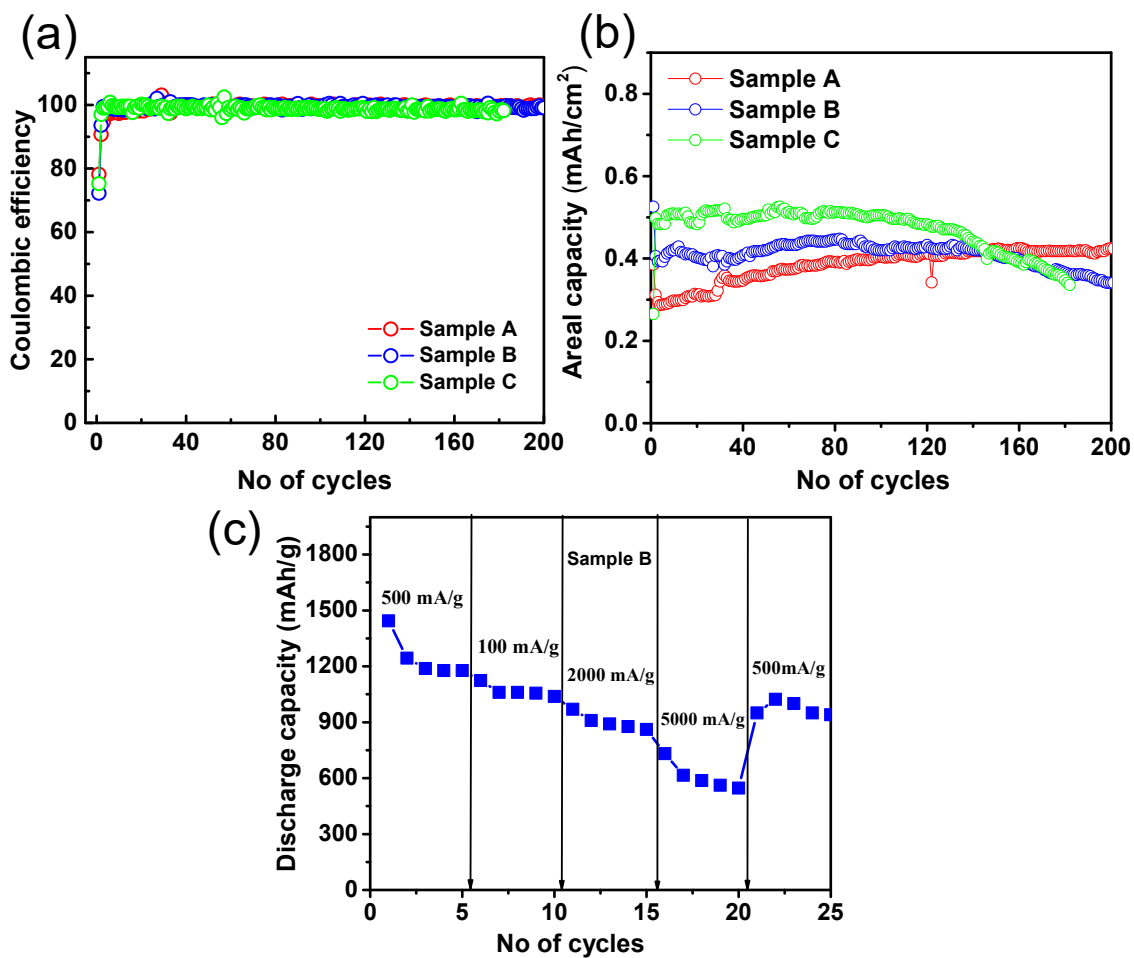 (a)
Coulombic efficiency
100
80
60
40
20
0
Sample A
Sample B
Sample C
0 40 80 120 160 200
No of cycles
(b)
Areal capacity (mAh/cm²)
0.8
0.6
0.4
0.2
0.0
Sample A
Sample B
Sample C
0 40 80 120 160 200
No of cycles
(c)
Discharge capacity (mAh/g)
1800
1500
1200
900
600
300
0
Sample B
500 mA/g
100 mA/g
2000 mA/g
5000 mA/g
500mA/g
0 5 10 15 20 25
No of cycles